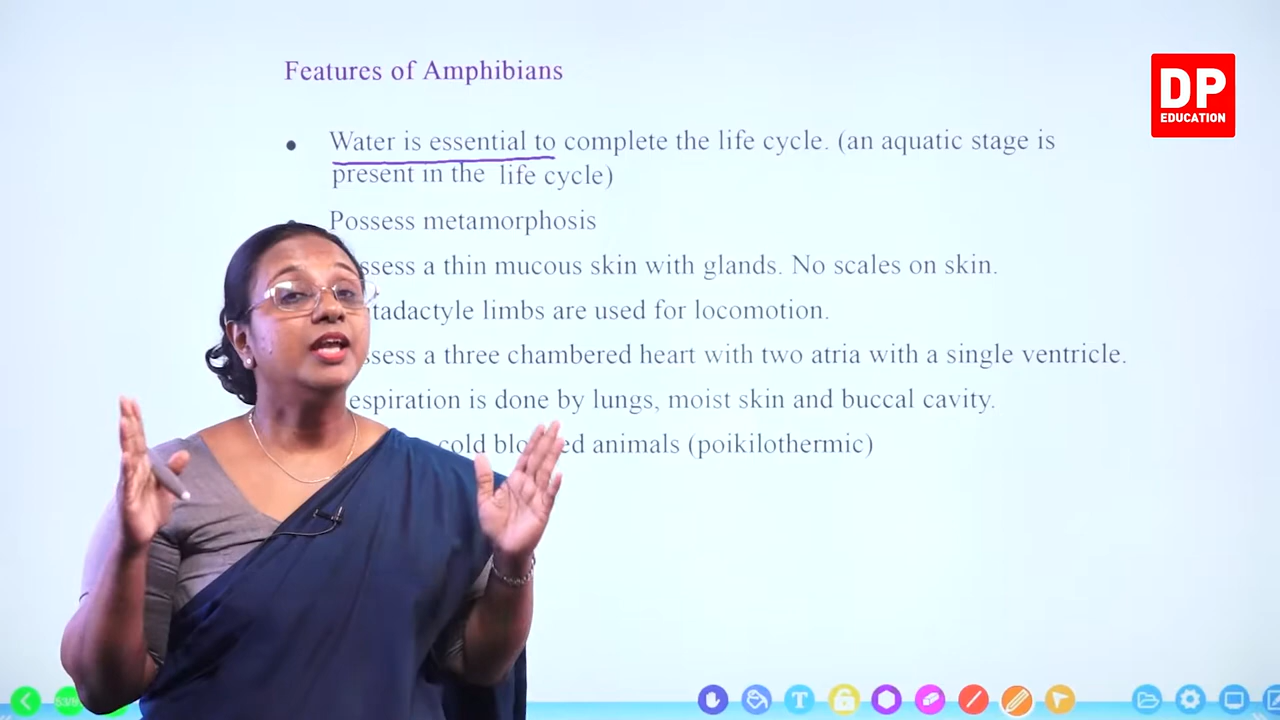 Features of Amphibians
DP
EDUCATION
Water is essential to complete the life cycle. (an aquatic stage is
present in the life cycle)
Possess metamorphosis
ssess a thin mucous skin with glands. No scales on skin.
tadactyle limbs are used for locomotion.
ssess a three chambered heart with two atria with a single ventricle.
espiration is done by lungs, moist skin and buccal cavity.
cold animals (poikilothermic)